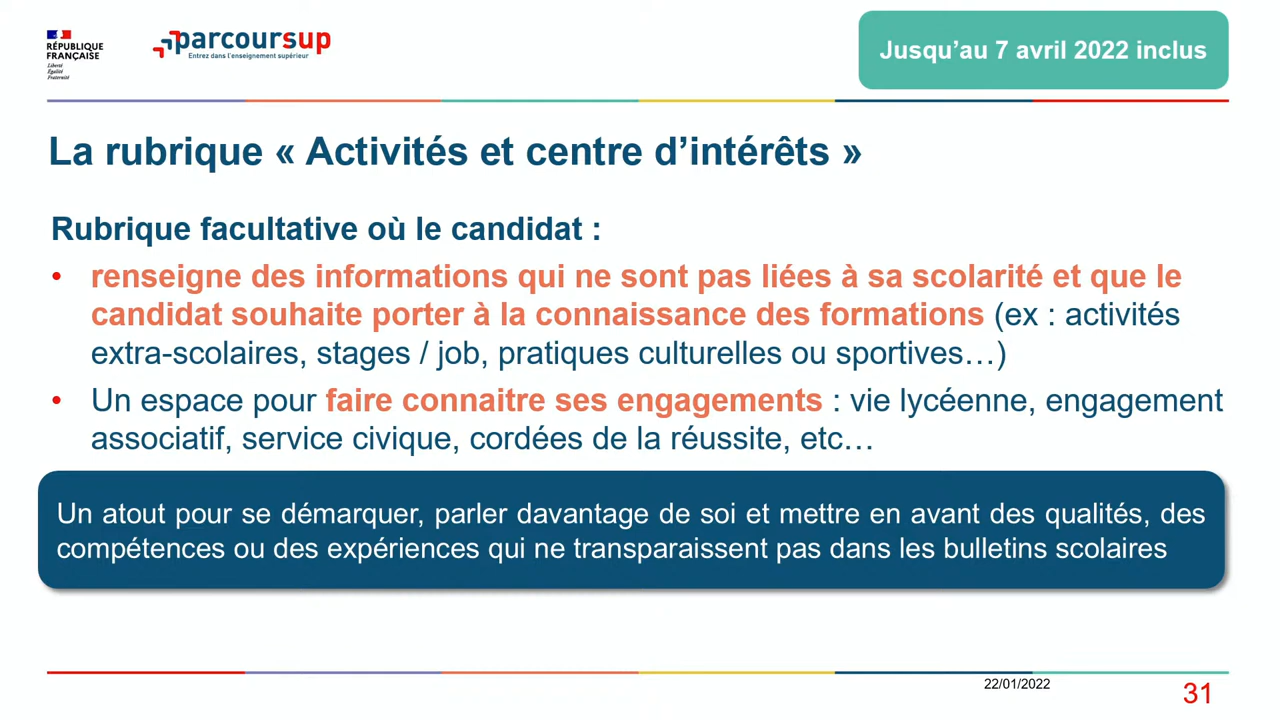 RÉPUBLIQUE
FRANÇAISE
Liberté
Égalité
Fraternité
parcoursup
Entrez dans l'enseignement supérieur
Jusqu'au 7 avril 2022 inclus
La rubrique « Activités et centre d'intérêts »
Rubrique facultative où le candidat :
• renseigne des informations qui ne sont pas liées à sa scolarité et que le
candidat souhaite porter à la connaissance des formations (ex : activités
extra-scolaires, stages / job, pratiques culturelles ou sportives…)
• Un espace pour faire connaitre ses engagements : vie lycéenne, engagement
associatif, service civique, cordées de la réussite, etc…
Un atout pour se démarquer, parler davantage de soi et mettre en avant des qualités, des
compétences ou des expériences qui ne transparaissent pas dans les bulletins scolaires
22/01/2022
31